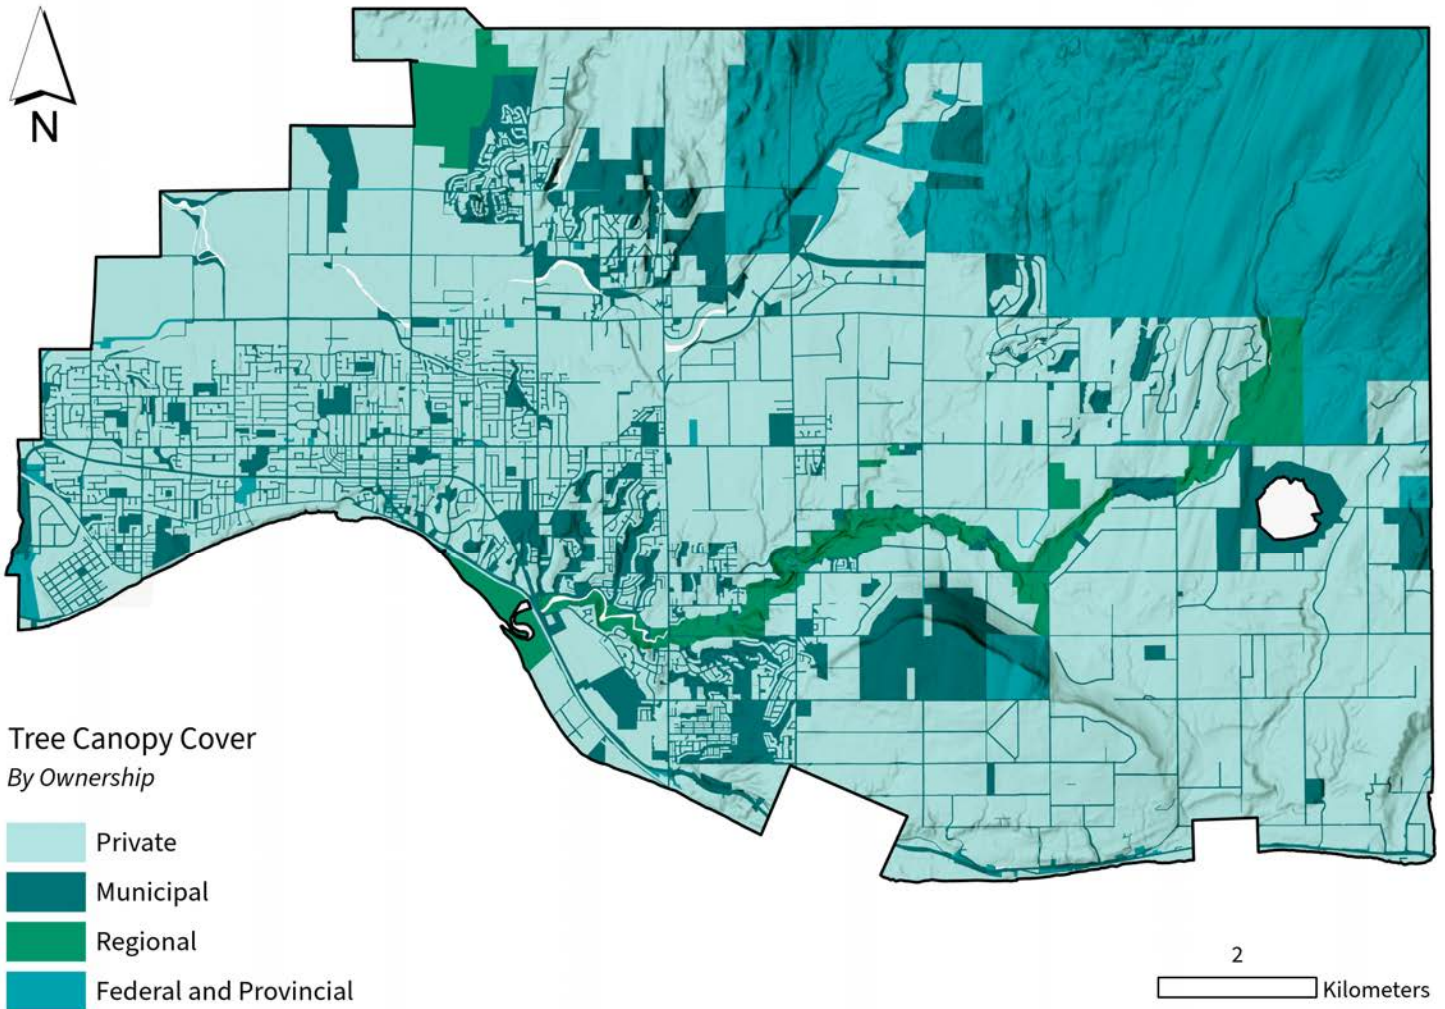 N
Tree Canopy Cover
By Ownership
Private
Municipal
Regional
Federal and Provincial
2
Kilometers